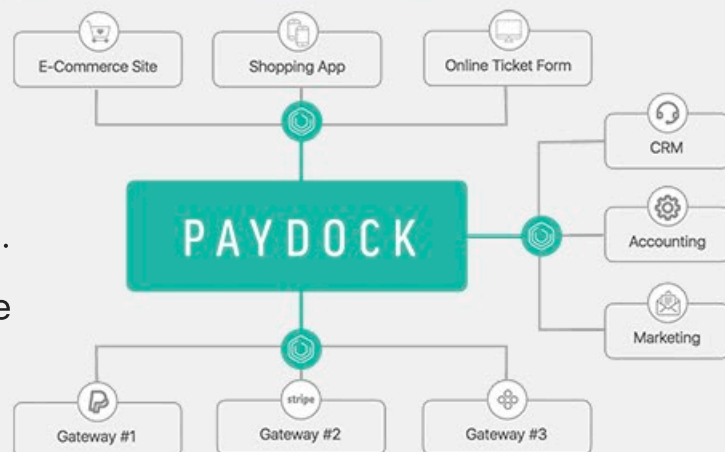 E-Commerce Site
Shopping App
Online Ticket Form
CRM
PAYDOCK
.
e
Accounting
Marketing
stripe
Gateway #1
Gateway #2
Gateway #3